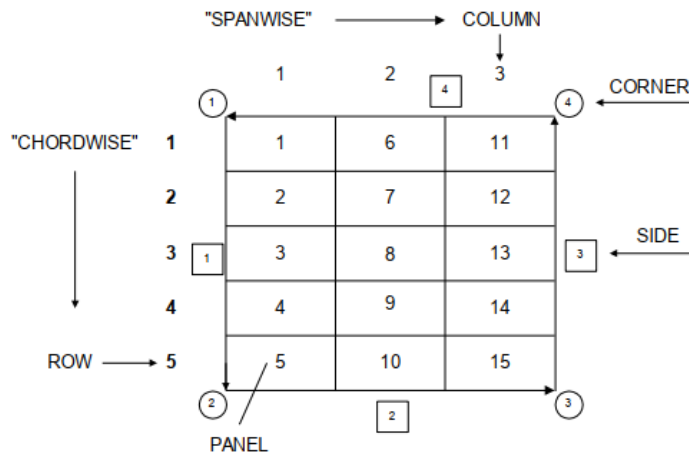 "SPANWISE" COLUMN
1 2 3
4
1 4 CORNER
"CHORDWISE" 1 1 6 11
2 2 7 12
SIDE
1 3 3 8 13 3
4 4 9 14
ROW 5 5 10 15
2 2 3
PANEL